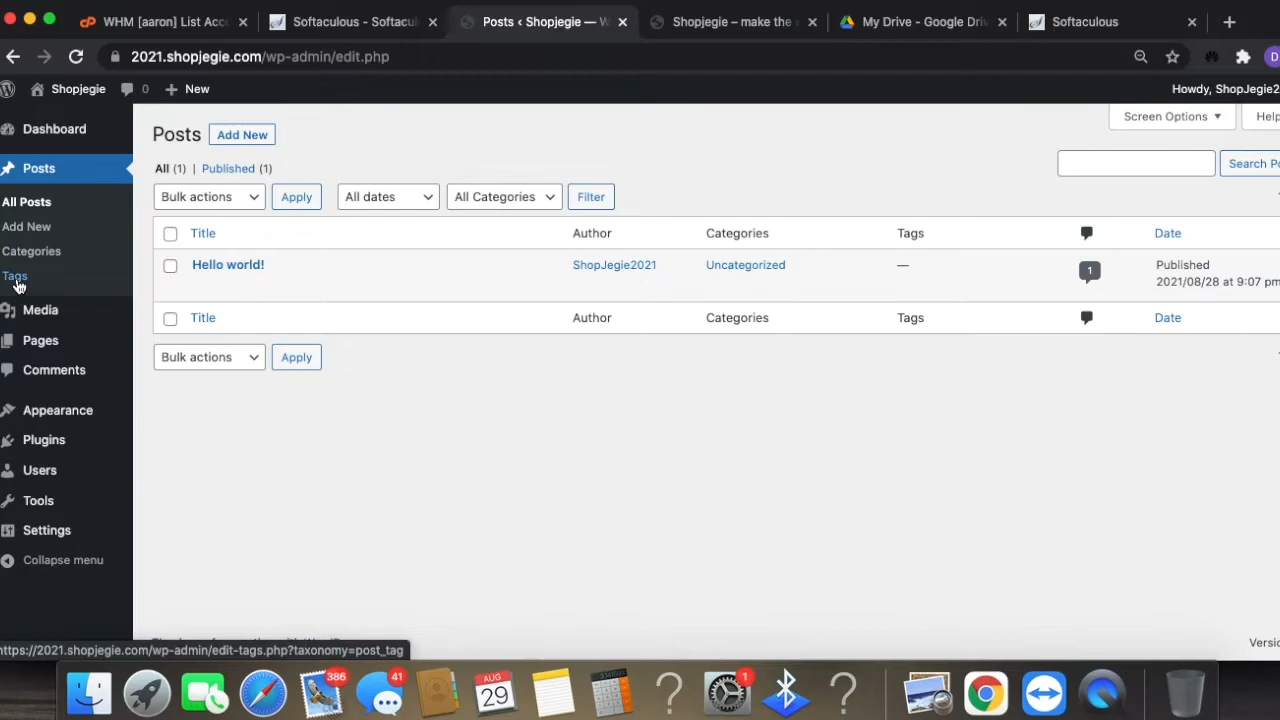 WHM [aaron] List Acc
Softaculous - Softacul
Posts ‹ Shopjegie — W
Shopjegie – make the
My Drive - Google Dri
Softaculous
2021.shopjegie.com/wp-admin/edit.php
D
Shopjegie
0
New
Howdy, ShopJegie2
Dashboard
Posts
All Posts
Add New
Categories
Tags
Media
Pages
Comments
Appearance
Plugins
Users
Tools
Settings
Collapse menu
Screen Options
Help
Posts
Add New
All (1) | Published (1)
Search Po
Bulk actions
Apply
All dates
All Categories
Filter
Title
Author
Categories
Tags
Date
Hello world!
ShopJegie2021
Uncategorized
—
1
Published
2021/08/28 at 9:07 pm
Title
Author
Categories
Tags
Date
Bulk actions
Apply
Versio
https://2021.shopjegie.com/wp-admin/edit-tags.php?taxonomy=post_tag
386
41
AUG
29
1